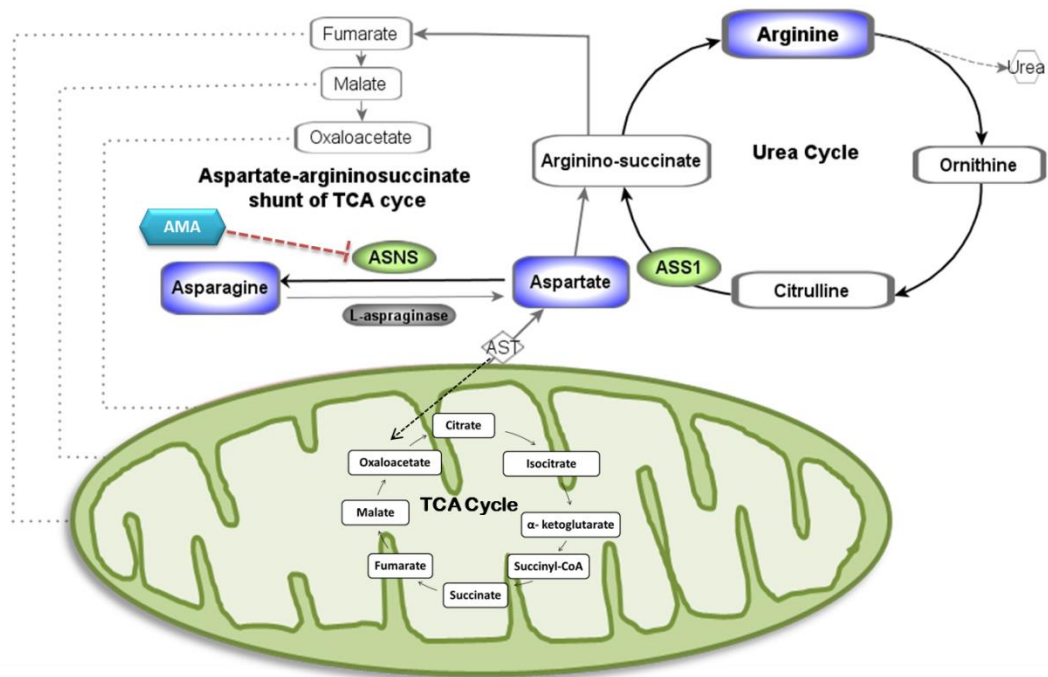 Fumarate
Arginine
Urea
Malate
Oxaloacetate
Arginino-succinate
Urea Cycle
Ornithine
Aspartate-argininosuccinate
shunt of TCA cyce
AMA
ASNS
ASS1
Asparagine
Aspartate
Citrulline
L-aspraginase
AST
Citrate
Oxaloacetate
Isocitrate
TCA Cycle
Malate
α- ketoglutarate
Fumarate
Succinyl-CoA
Succinate